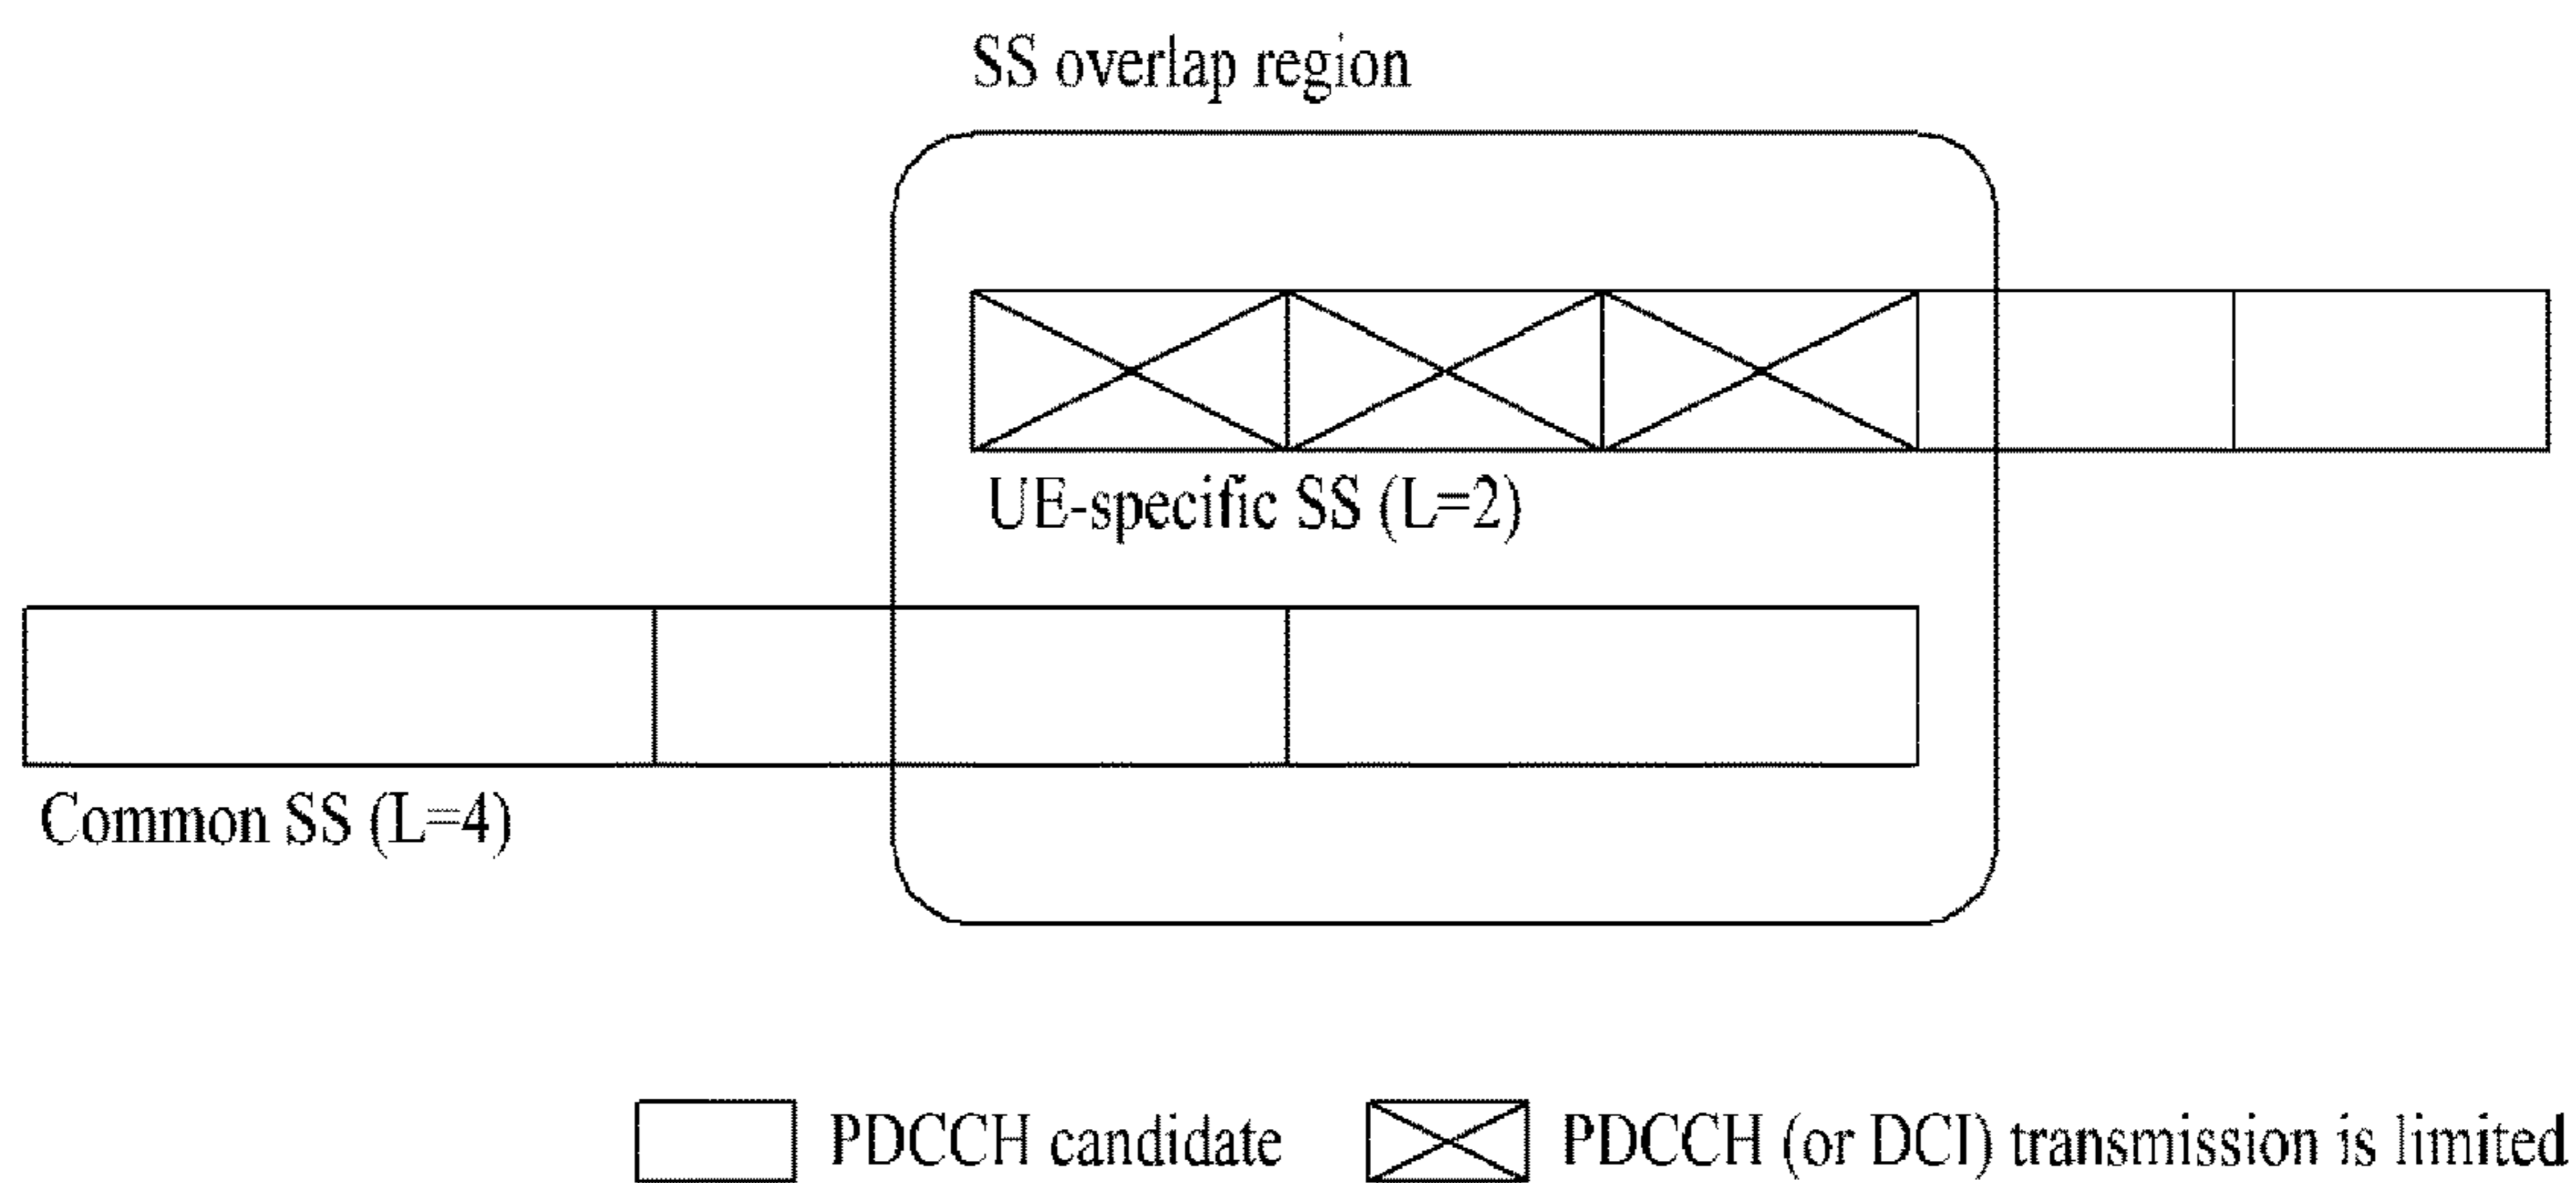 SS overlap region
UE-specific SS (L=2)
Common SS (L=4)
PDCCH candidate
PDCCH (or DCI) transmission is limited